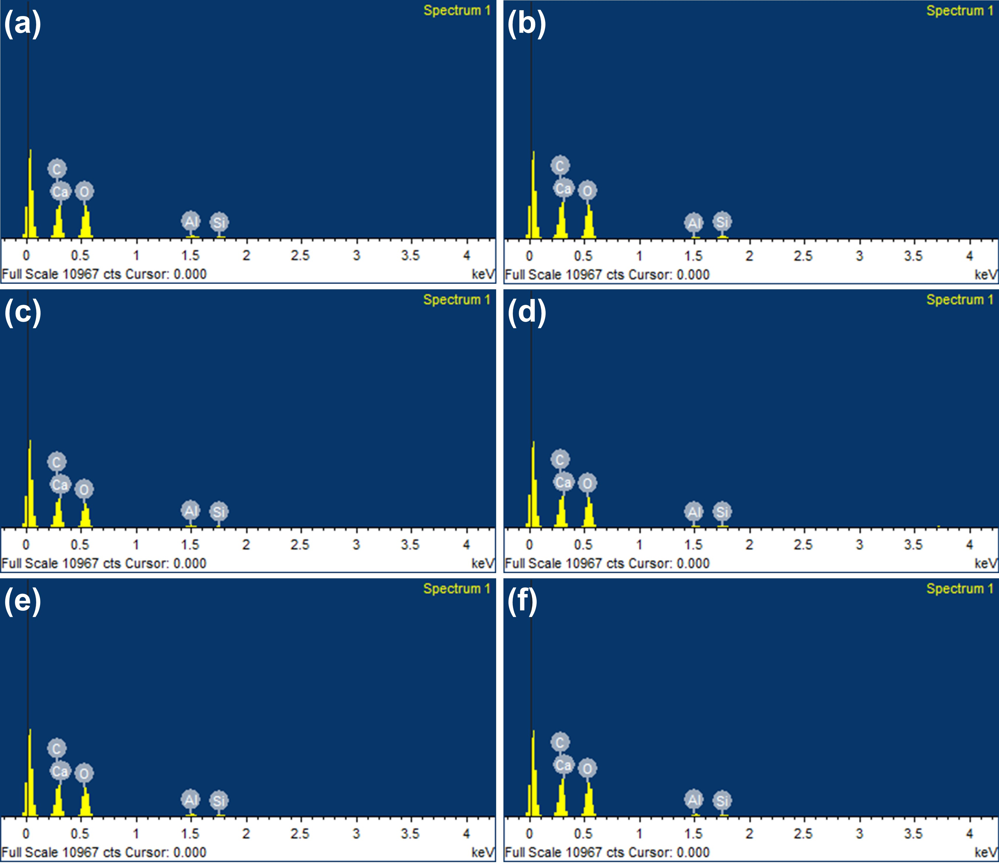 (a)
Spectrum 1
C
Ca O
Al Si
0 0.5 1 1.5 2 2.5 3 3.5 4
Full Scale 10967 cts Cursor: 0.000 keV
(b)
Spectrum 1
C
Ca O
Al Si
0 0.5 1 1.5 2 2.5 3 3.5 4
Full Scale 10967 cts Cursor: 0.000 keV
(c)
Spectrum 1
C
Ca O
Al Si
0 0.5 1 1.5 2 2.5 3 3.5 4
Full Scale 10967 cts Cursor: 0.000 keV
(d)
Spectrum 1
C
Ca O
Al Si
0 0.5 1 1.5 2 2.5 3 3.5 4
Full Scale 10967 cts Cursor: 0.000 keV
(e)
Spectrum 1
C
Ca O
Al Si
0 0.5 1 1.5 2 2.5 3 3.5 4
Full Scale 10967 cts Cursor: 0.000 keV
(f)
Spectrum 1
C
Ca O
Al Si
0 0.5 1 1.5 2 2.5 3 3.5 4
Full Scale 10967 cts Cursor: 0.000 keV